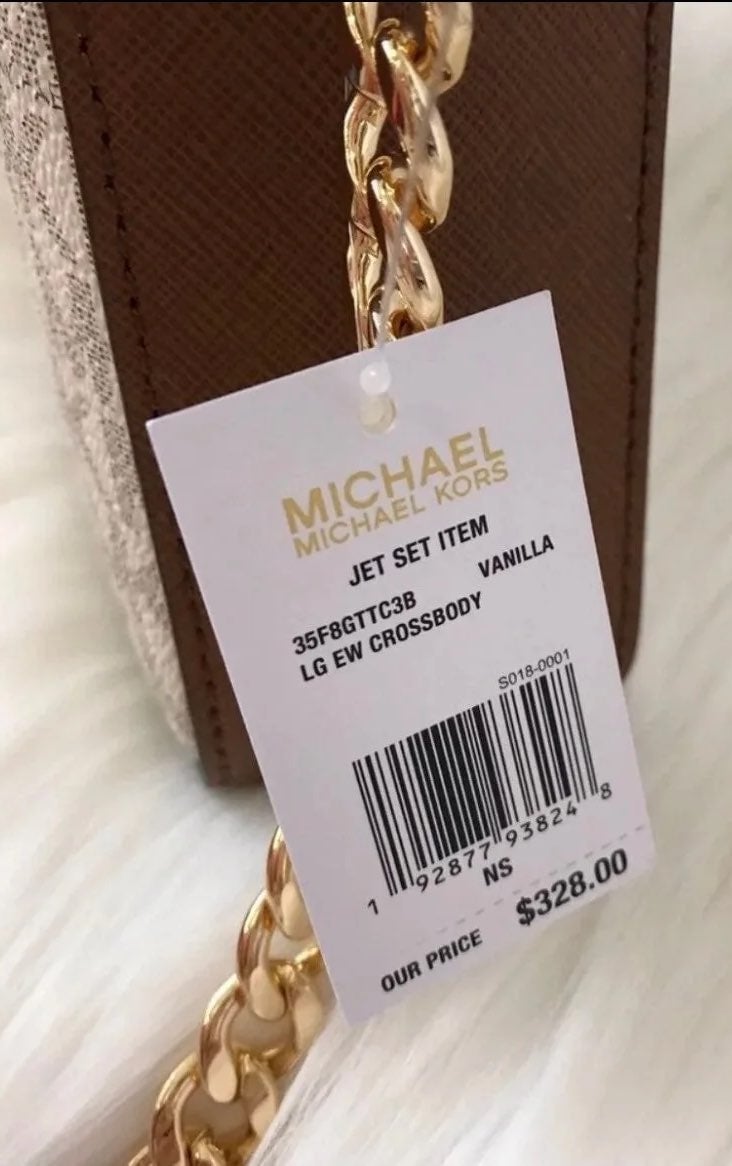 MICHAEL
MICHAEL KORS
JET SET ITEM
35F8GTTC3B VANILLA
LG EW CROSSBODY
S018-0001
1 92877 93824 8
NS
OUR PRICE $328.00